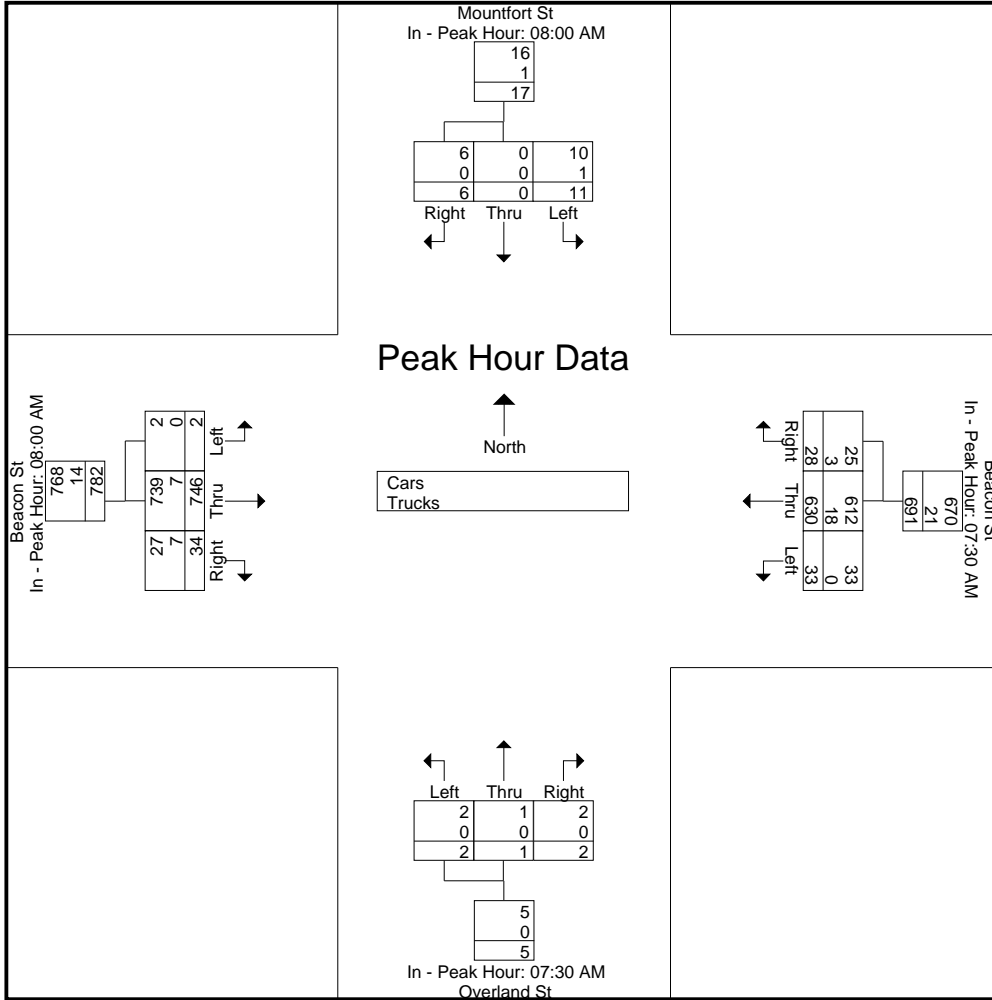 Mountfort St
In - Peak Hour: 08:00 AM
16
1
17
6 0 10
0 0 1
6 0 11
Right Thru Left
Peak Hour Data
North
Cars
Trucks
Beacon St
In - Peak Hour: 08:00 AM
768
14
782
2 0 2
739 7 746
27 7 34
Left
Thru
Right
Right
Thru
Left
28 3 25
630 18 612
33 0 33
691
21
670
In - Peak Hour: 07:30 AM
Beacon St
Left Thru Right
2 1 2
0 0 0
2 1 2
5
0
5
In - Peak Hour: 07:30 AM
Overland St